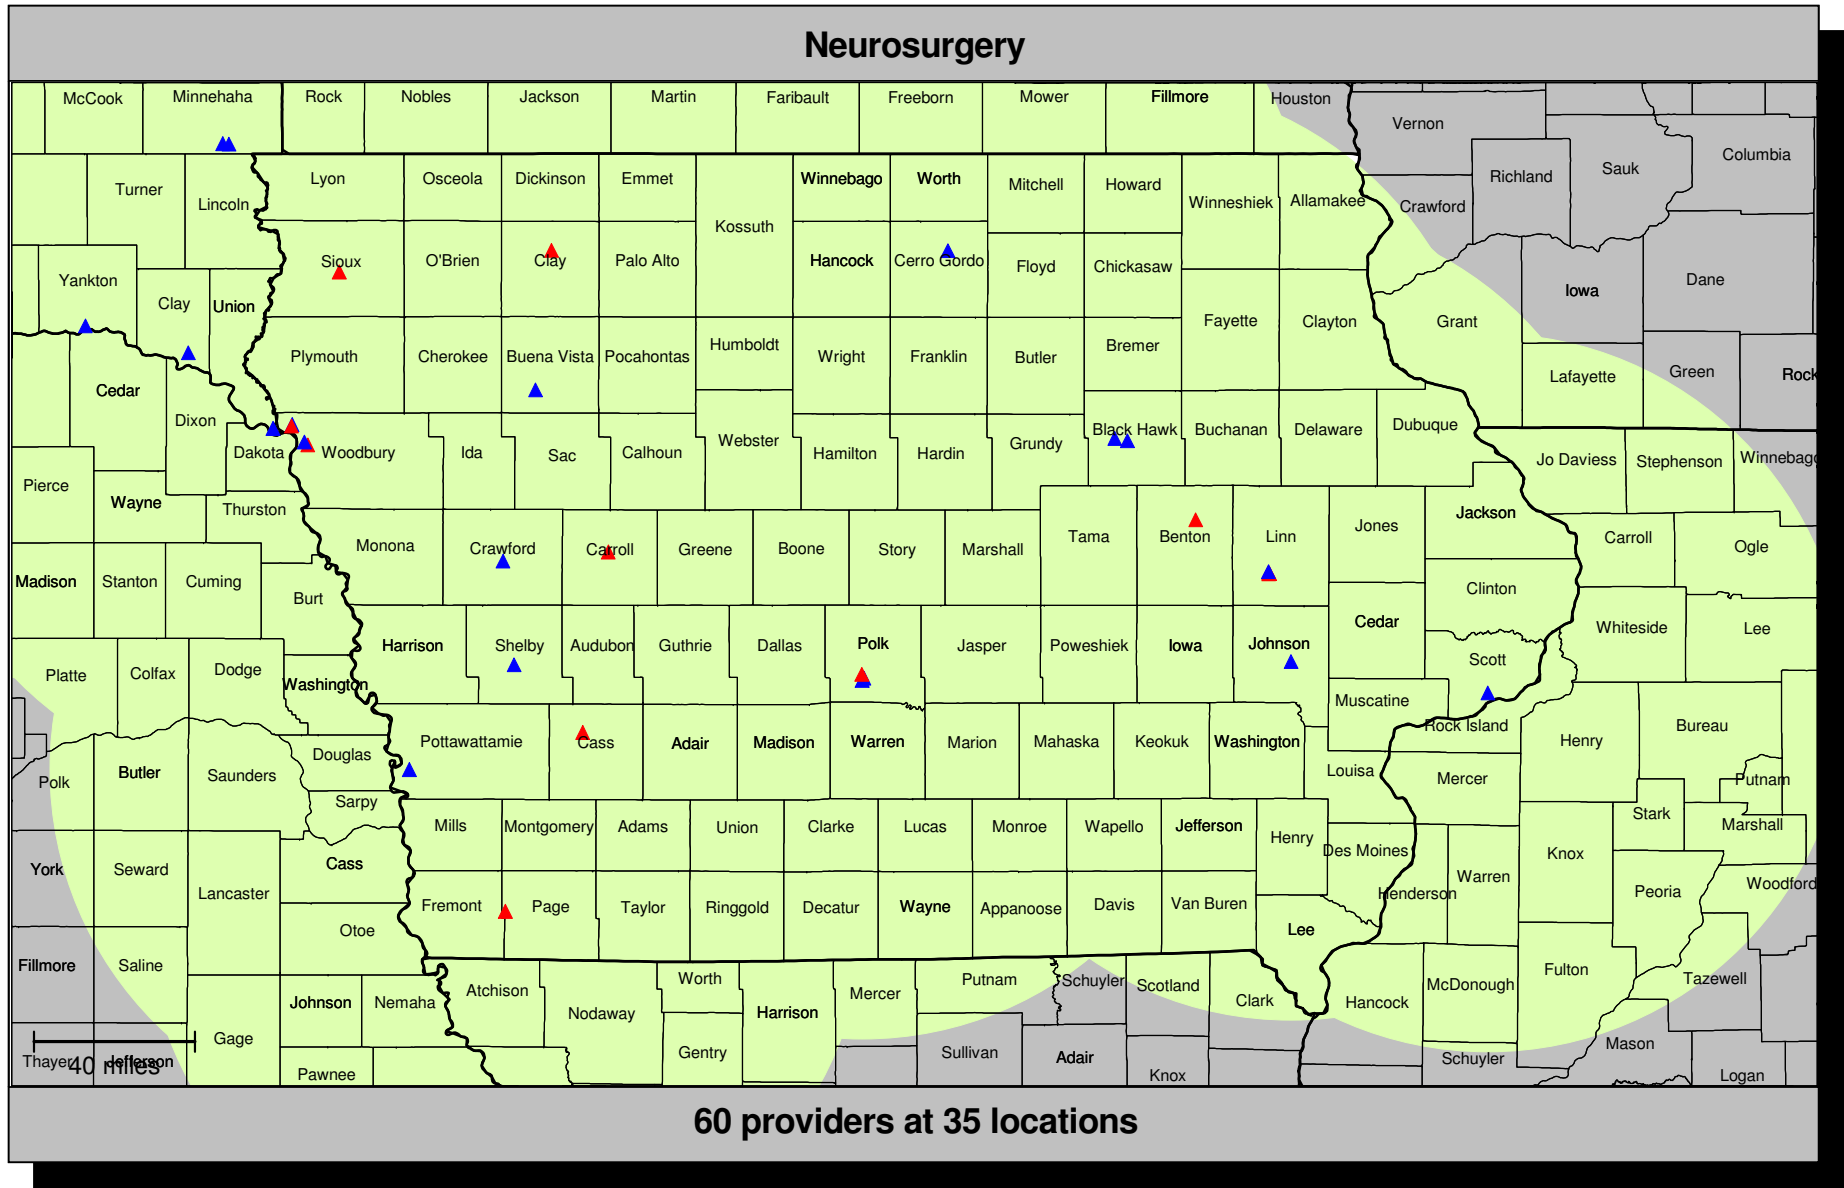 Neurosurgery
McCook Minnehaha Rock Nobles Jackson Martin Faribault Freeborn Mower Fillmore Houston
Vernon
Columbia
Sauk
Richland
Turner Lyon Osceola Dickinson Emmet Winnebago Worth Mitchell Howard
Lincoln Winneshiek Allamakee Crawford
Kossuth
Yankton Sioux O'Brien Clay Palo Alto Hancock Cerro Gordo Floyd Chickasaw Dane
Iowa
Clay Union
Fayette Clayton Grant
Plymouth Cherokee Buena Vista Pocahontas Humboldt Wright Franklin Butler Bremer
Cedar Lafayette Green Rock
Dixon Black Hawk Buchanan Delaware Dubuque
Dakota Woodbury Ida Sac Calhoun Webster Hamilton Hardin Grundy Jo Daviess Stephenson Winnebago
Pierce
Wayne Thurston Jackson
Monona Crawford Carroll Greene Boone Story Marshall Tama Benton Linn Jones Carroll Ogle
Madison Stanton Cuming Burt Clinton
Cedar Whiteside Lee
Harrison Shelby Audubon Guthrie Dallas Polk Jasper Poweshiek Iowa Johnson Scott
Platte Colfax Dodge Washington
Muscatine Rock Island Bureau
Pottawattamie Cass Adair Madison Warren Marion Mahaska Keokuk Washington Henry
Douglas
Polk Butler Saunders Louisa Mercer Putnam
Sarpy
Mills Montgomery Adams Union Clarke Lucas Monroe Wapello Jefferson Henry Stark Marshall
Des Moines Knox
York Seward Cass Warren Woodford
Lancaster Henderson Peoria
Fremont Page Taylor Ringgold Decatur Wayne Appanoose Davis Van Buren
Otoe Lee
Fillmore Saline Fulton
Worth Putnam Schuyler Scotland McDonough Tazewell
Johnson Nemaha Atchison Mercer Clark Hancock
Nodaway Harrison
Gage Gentry Sullivan Adair Schuyler Mason
Thayer Jefferson
40 miles
Pawnee Knox Logan
60 providers at 35 locations